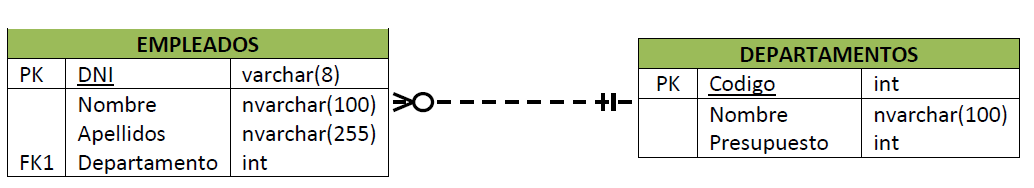 EMPLEADOS
PK DNI varchar(8)
Nombre nvarchar(100)
Apellidos nvarchar(255)
FK1 Departamento int
DEPARTAMENTOS
PK Codigo int
Nombre nvarchar(100)
Presupuesto int